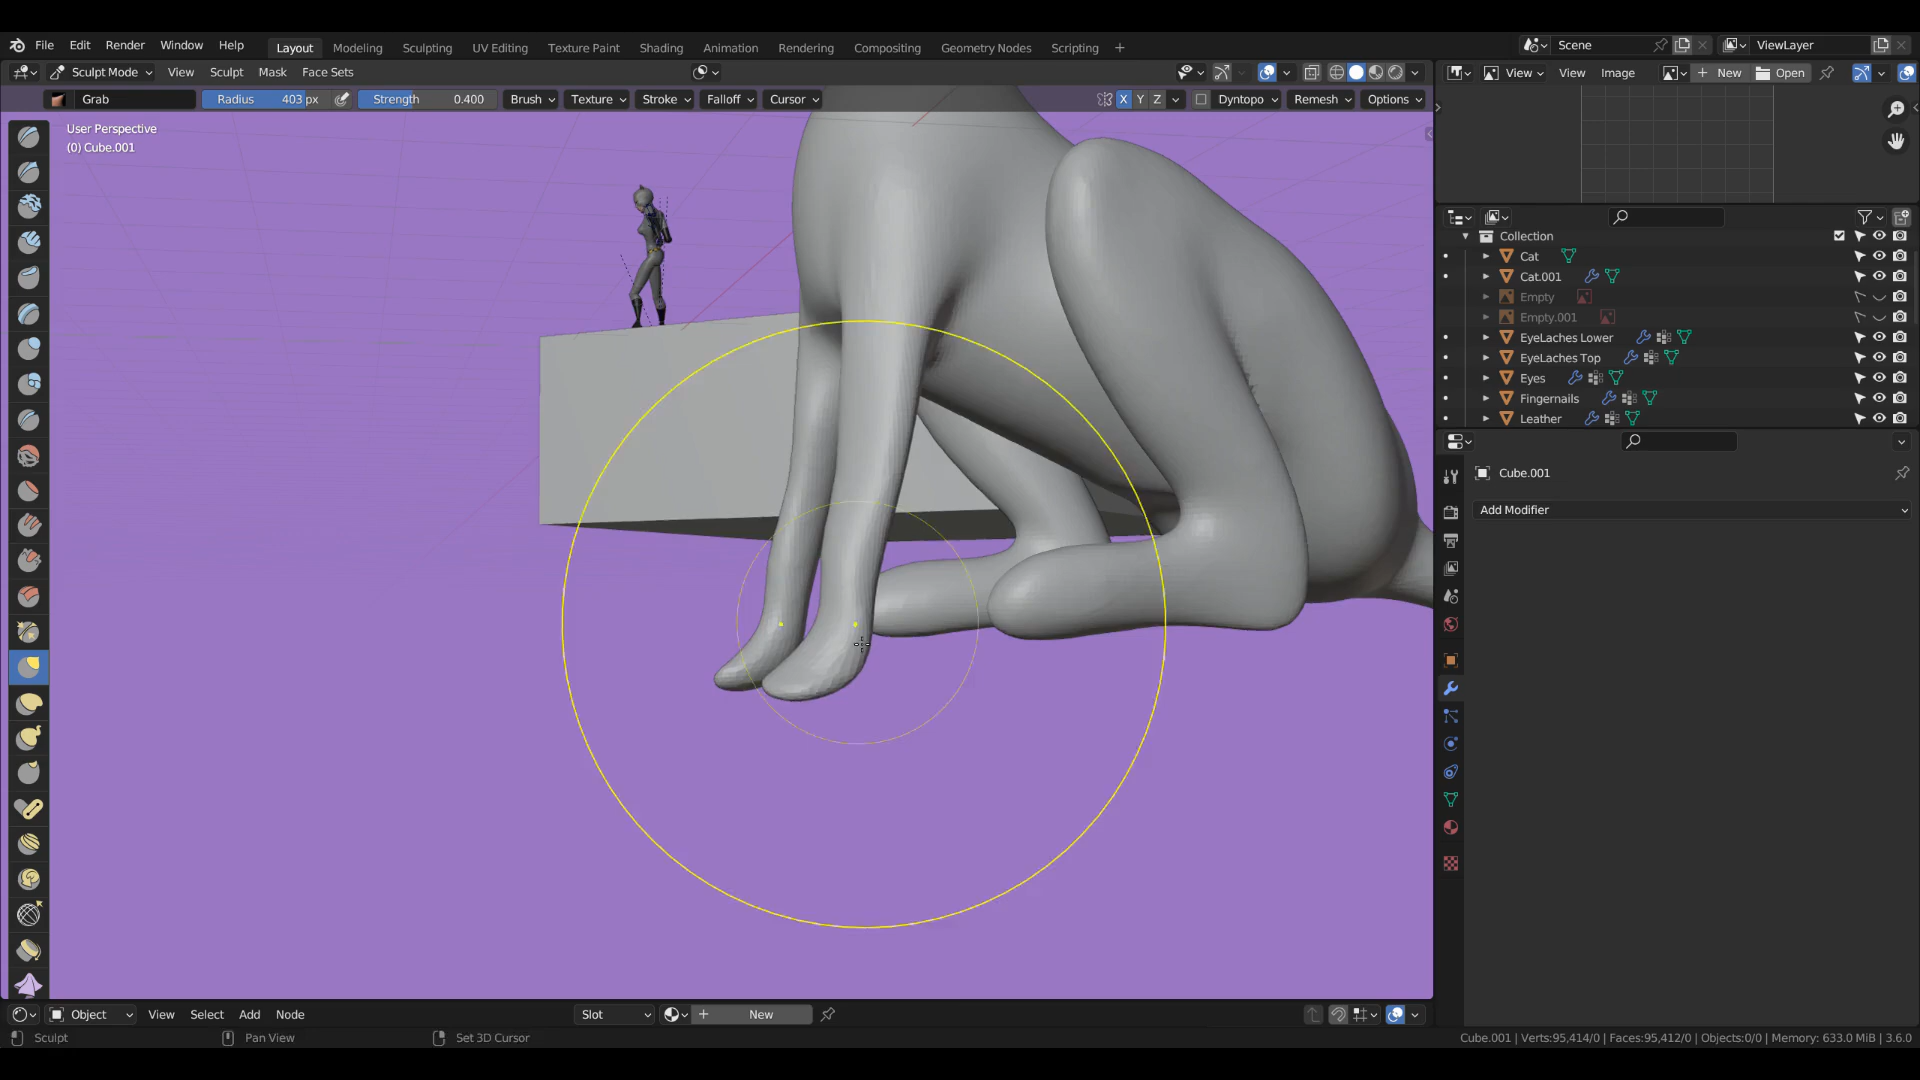 File Edit Render Window Help Layout Modeling Sculpting UV Editing Texture Paint Shading Animation Rendering Compositing Geometry Nodes Scripting + Scene ViewLayer
Sculpt Mode View Sculpt Mask Face Sets View View Image New Open
Grab Radius 403 px Strength 0.400 Brush Texture Stroke Falloff Cursor X Y Z Dyntopo Remesh Options
User Perspective
(0) Cube.001
Collection
Cat
Cat.001
Empty
Empty.001
EyeLaches Lower
EyeLaches Top
Eyes
Fingernails
Leather
Cube.001
Add Modifier
Object View Select Add Node Slot New
Sculpt Pan View Set 3D Cursor Cube.001 | Verts:95,414/0 | Faces:95,412/0 | Objects:0/0 | Memory: 633.0 MiB | 3.6.0